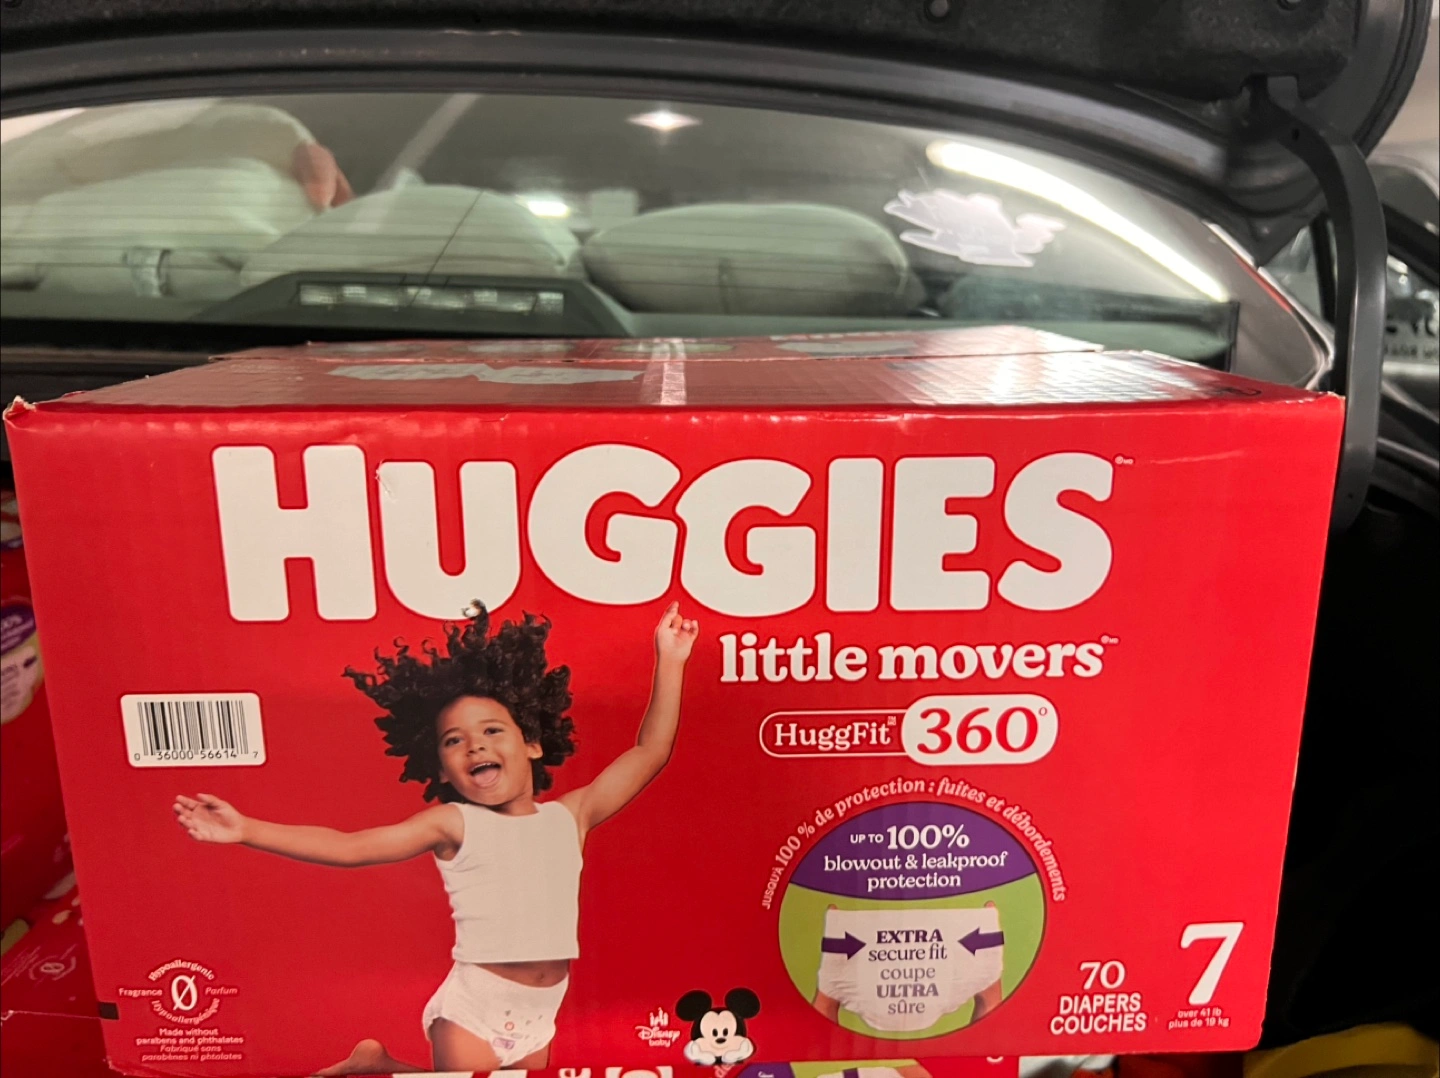 HUGGIES
little movers
HuggFit™ 360°
JUSQU'À 100 % de protection : fuites et débordements
UP TO 100%
blowout & leakproof
protection
EXTRA
secure fit
coupe
ULTRA
sûre
0 36000 56614 7
Hypoallergenic
Fragrance 0 Parfum
Hypoallergénique
Made without
parabens and phthalates
Fabriqué sans
parabènes ni phtalates
Disney
baby
70
DIAPERS
COUCHES
7
over 41 lb
plus de 19 kg